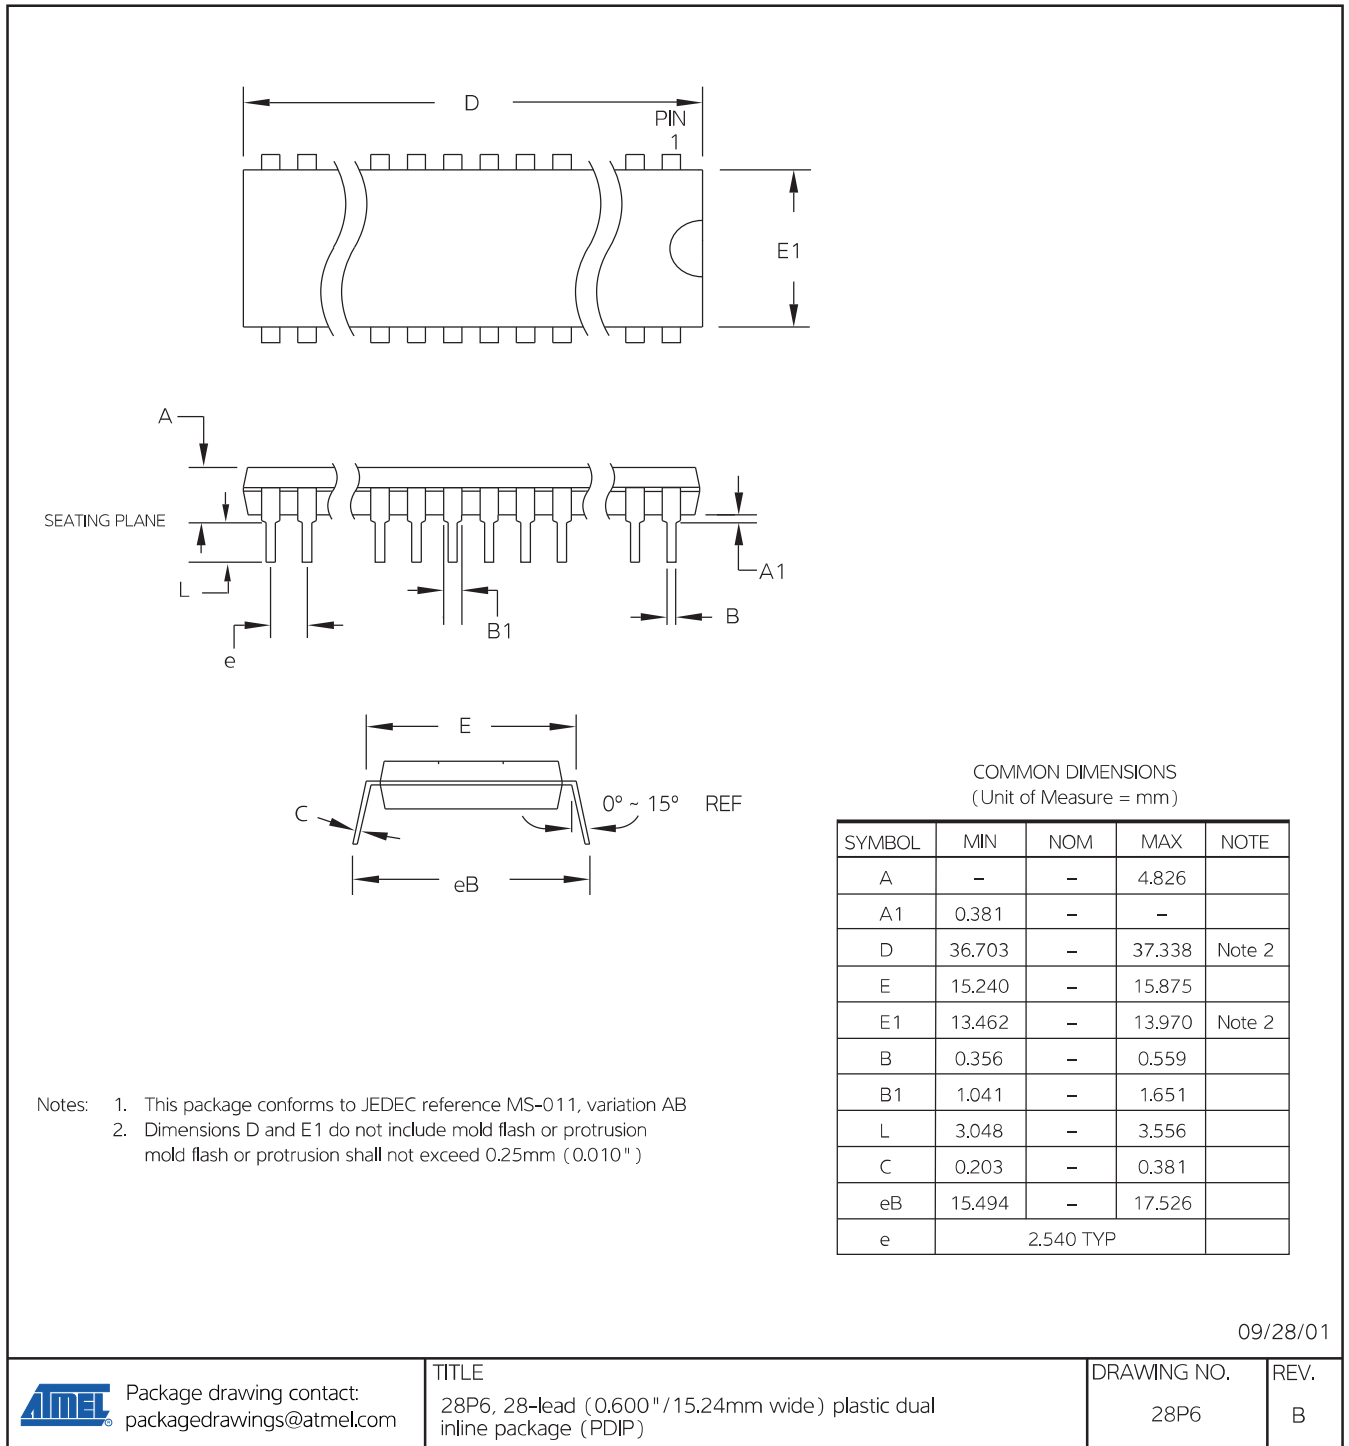 D
PIN
1
E1
A
SEATING PLANE
L
e
B1
B
A1
E
C
0º ~ 15º REF
eB
COMMON DIMENSIONS
(Unit of Measure = mm)
SYMBOL MIN NOM MAX NOTE
A – – 4.826
A1 0.381 – –
D 36.703 – 37.338 Note 2
E 15.240 – 15.875
E1 13.462 – 13.970 Note 2
B 0.356 – 0.559
B1 1.041 – 1.651
L 3.048 – 3.556
C 0.203 – 0.381
eB 15.494 – 17.526
e 2.540 TYP
Notes: 1. This package conforms to JEDEC reference MS-011, variation AB
2. Dimensions D and E1 do not include mold flash or protrusion
mold flash or protrusion shall not exceed 0.25mm (0.010")
09/28/01
ATMEL
Package drawing contact:
packagedrawings@atmel.com
TITLE
28P6, 28-lead (0.600"/15.24mm wide) plastic dual
inline package (PDIP)
DRAWING NO.
28P6
REV.
B